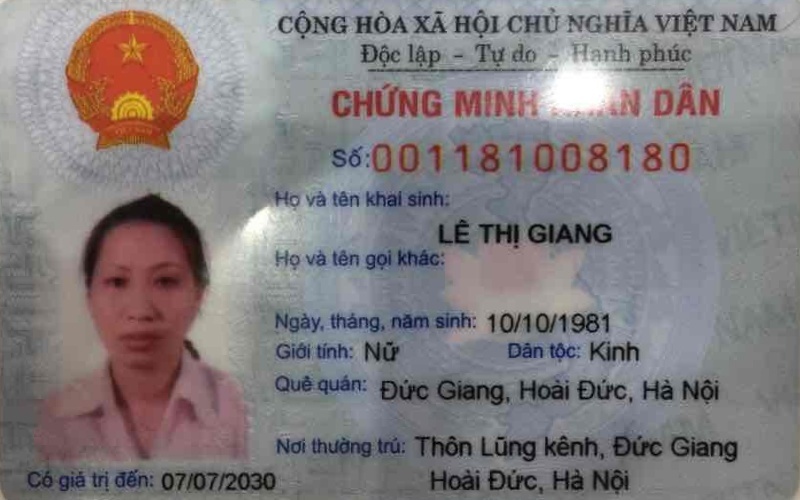 CỘNG HÒA XÃ HỘI CHỦ NGHĨA VIỆT NAM
Độc lập - Tự do - Hạnh phúc
CHỨNG MINH NHÂN DÂN
Số: 001181008180
Họ và tên khai sinh:
LÊ THỊ GIANG
Họ và tên gọi khác:
Ngày, tháng, năm sinh: 10/10/1981
Giới tính: Nữ Dân tộc: Kinh
Quê quán: Đức Giang, Hoài Đức, Hà Nội
Nơi thường trú: Thôn Lũng kênh, Đức Giang
Hoài Đức, Hà Nội
Có giá trị đến: 07/07/2030